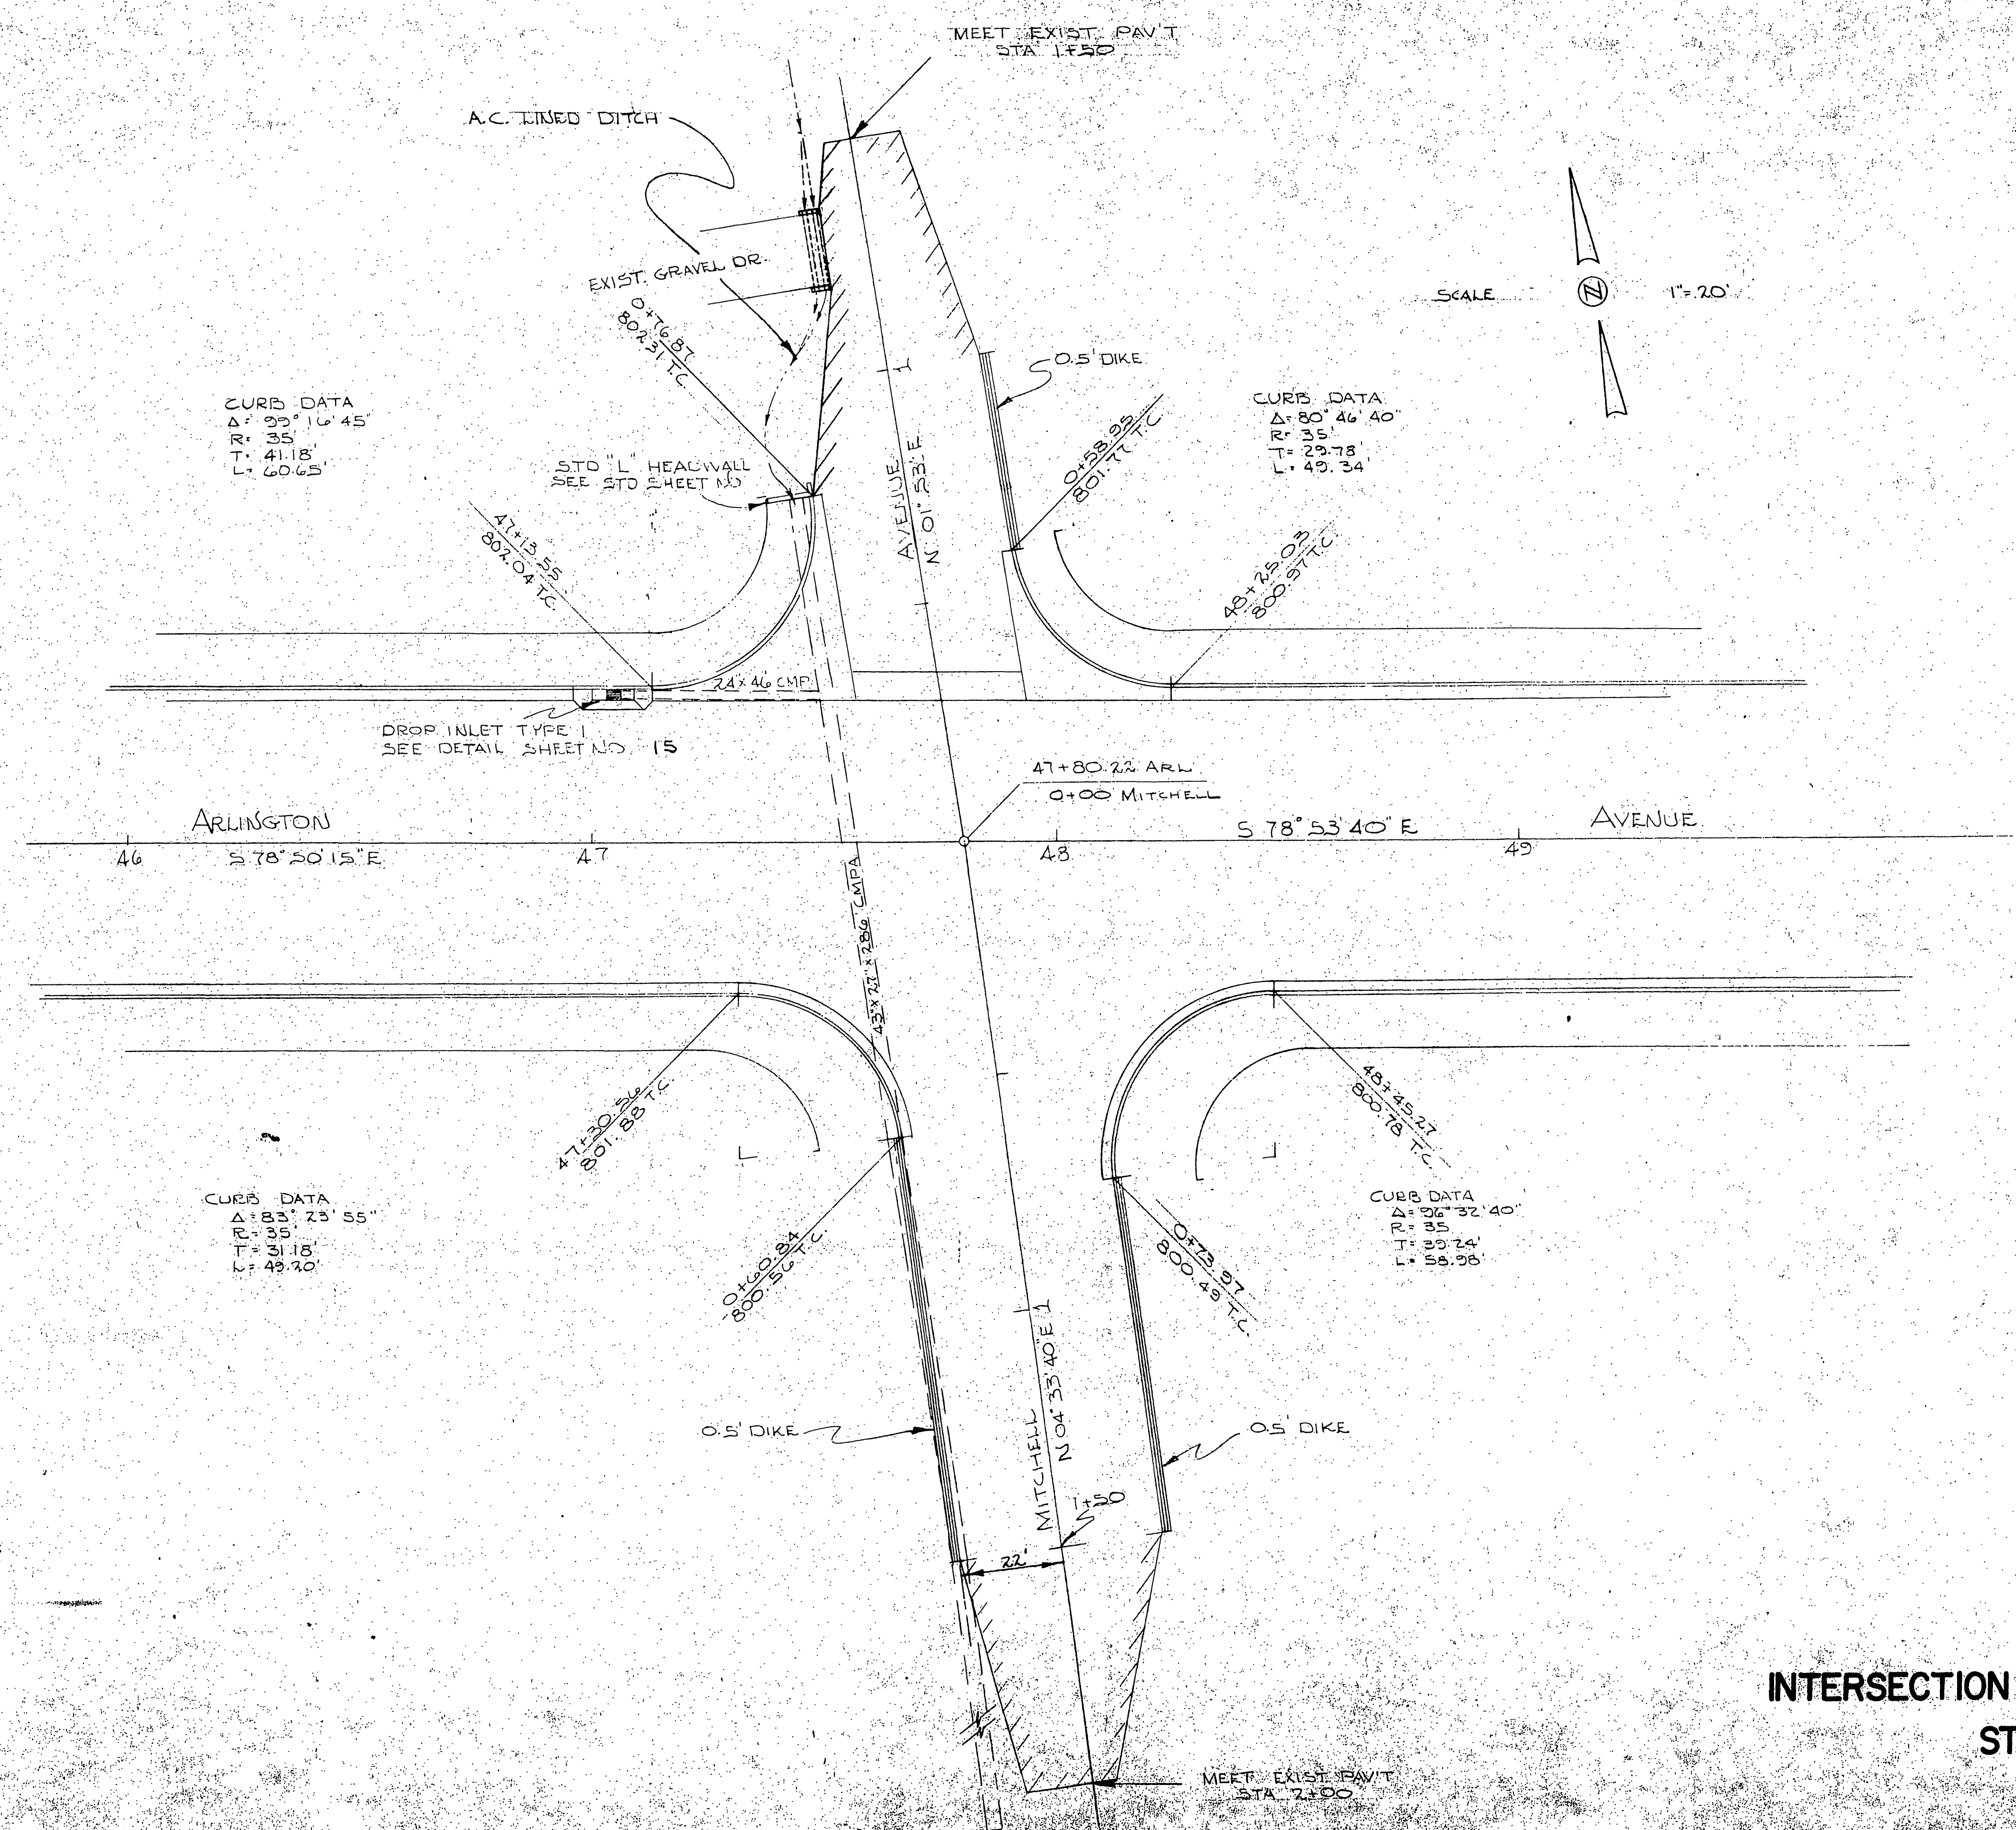 MEET EXIST. PAV'T
STA 1+50
A.C. LINED DITCH
EXIST. GRAVEL DR.
0+76.87
802.31 T.C.
SCALE
N
1"= 20'
0.5' DIKE
CURB DATA
Δ= 99° 16' 45"
R= 35'
T= 41.18'
L= 60.65'
CURB DATA
Δ= 80° 46' 40"
R= 35'
T= 29.78'
L= 49.34'
0+58.95
801.77 T.C.
STD "L" HEADWALL
SEE STD SHEET NO
1
AVENUE
N 01° 53' E
47+13.55
802.04 T.C.
48+25.03
800.97 T.C.
24 x 46 CMP
DROP INLET TYPE 1
SEE DETAIL SHEET NO. 15
47+80.22 ARL
0+00 MITCHELL
ARLINGTON
S 78° 53' 40" E
AVENUE
46
S 78° 50' 15" E
47
48
49
43" x 27" x 286' CMPA
47+30.56
801.88 T.C.
48+45.27
800.78 T.C.
CURB DATA
Δ= 83° 23' 55"
R= 35'
T= 31.18'
L= 49.20'
CURB DATA
Δ= 96° 32' 40"
R= 35
T= 39.24'
L= 58.98'
0+60.84
800.56 T.C.
0+73.97
800.49 T.C.
1
MITCHELL
N 04° 33' 40" E
0.5' DIKE
0.5' DIKE
1+50
22'
INTERSECTION
ST
MEET EXIST PAV'T
STA 2+00